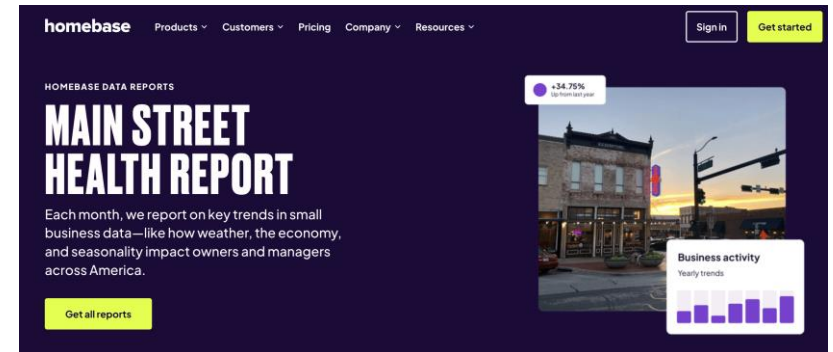 homebase Products Customers Pricing Company Resources Sign in Get started
HOMEBASE DATA REPORTS
MAIN STREET
HEALTH REPORT
Each month, we report on key trends in small
business data—like how weather, the economy,
and seasonality impact owners and managers
across America.
Get all reports
+34.75%
Up from last year
Business activity
Yearly trends